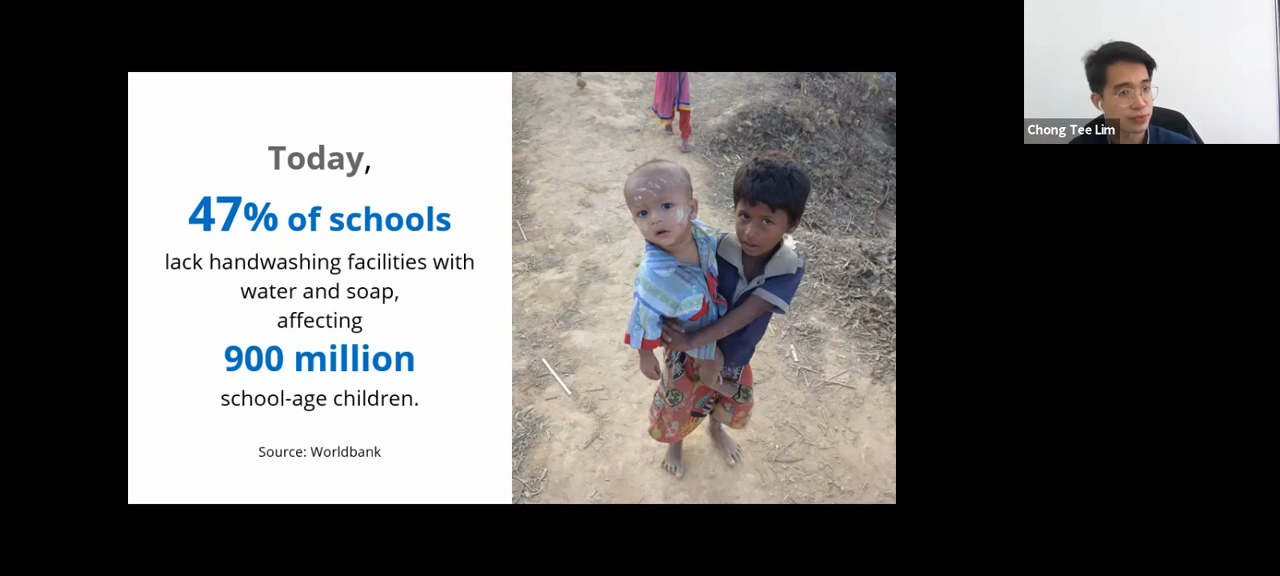 Today,
47% of schools
lack handwashing facilities with
water and soap,
affecting
900 million
school-age children.
Source: Worldbank
Chong Tee Lim